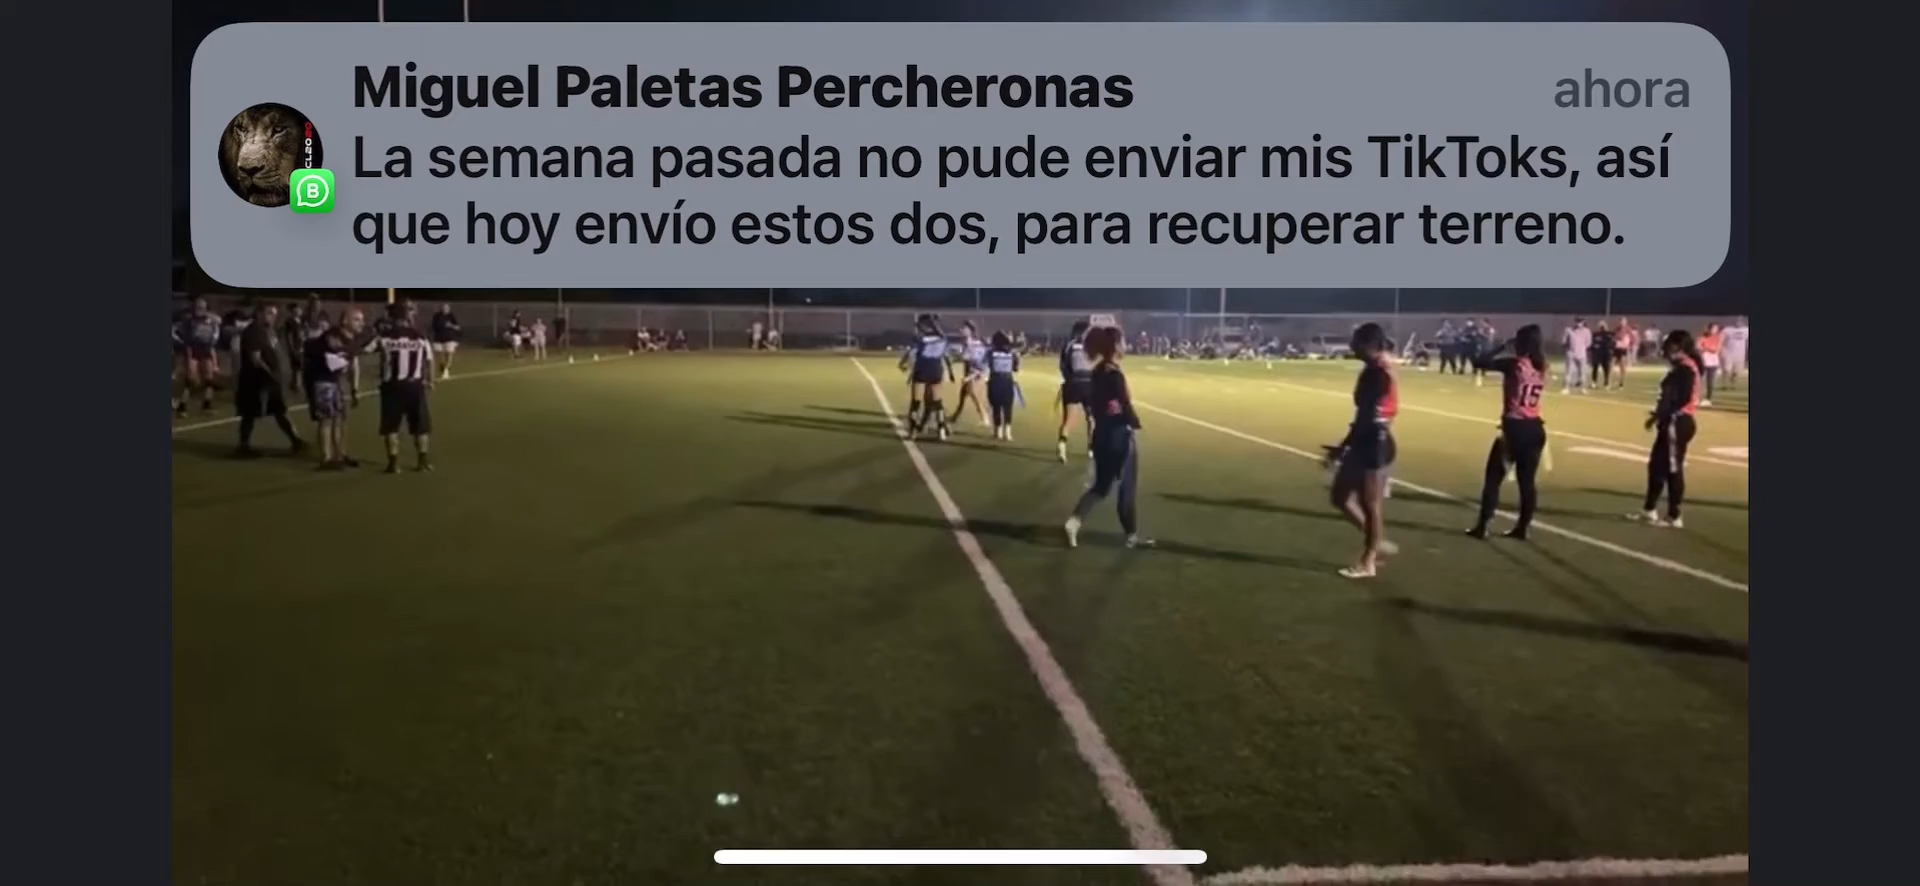 Miguel Paletas Percheronas
ahora
La semana pasada no pude enviar mis TikToks, así
que hoy envío estos dos, para recuperar terreno.
CL2020
15